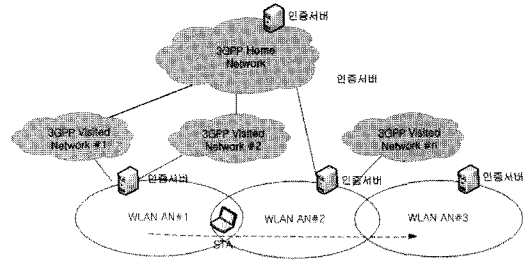 인증서버
3GPP Home
Network
인증서버
3GPP Visited
Network #1
3GPP Visited
Network #2
3GPP Visited
Network #n
인증서버
인증서버
인증서버
WLAN AN#1
WLAN AN#2
WLAN AN#3
STA